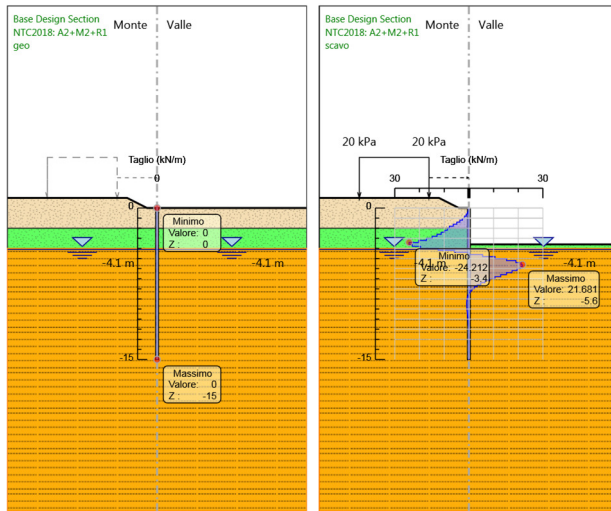 Base Design Section
NTC2018: A2+M2+R1
geo
Monte
Valle
Taglio (kN/m)
0
0
Minimo
Valore: 0
Z : 0
-4.1 m
-4.1 m
-15
Massimo
Valore: 0
Z : -15
Base Design Section
NTC2018: A2+M2+R1
scavo
Monte
Valle
20 kPa
20 kPa
Taglio (kN/m)
30
30
0
-4.1 m
-4.1 m
Minimo
Valore: -24.212
Z : -3.4
Massimo
Valore: 21.681
Z : -5.6
-15